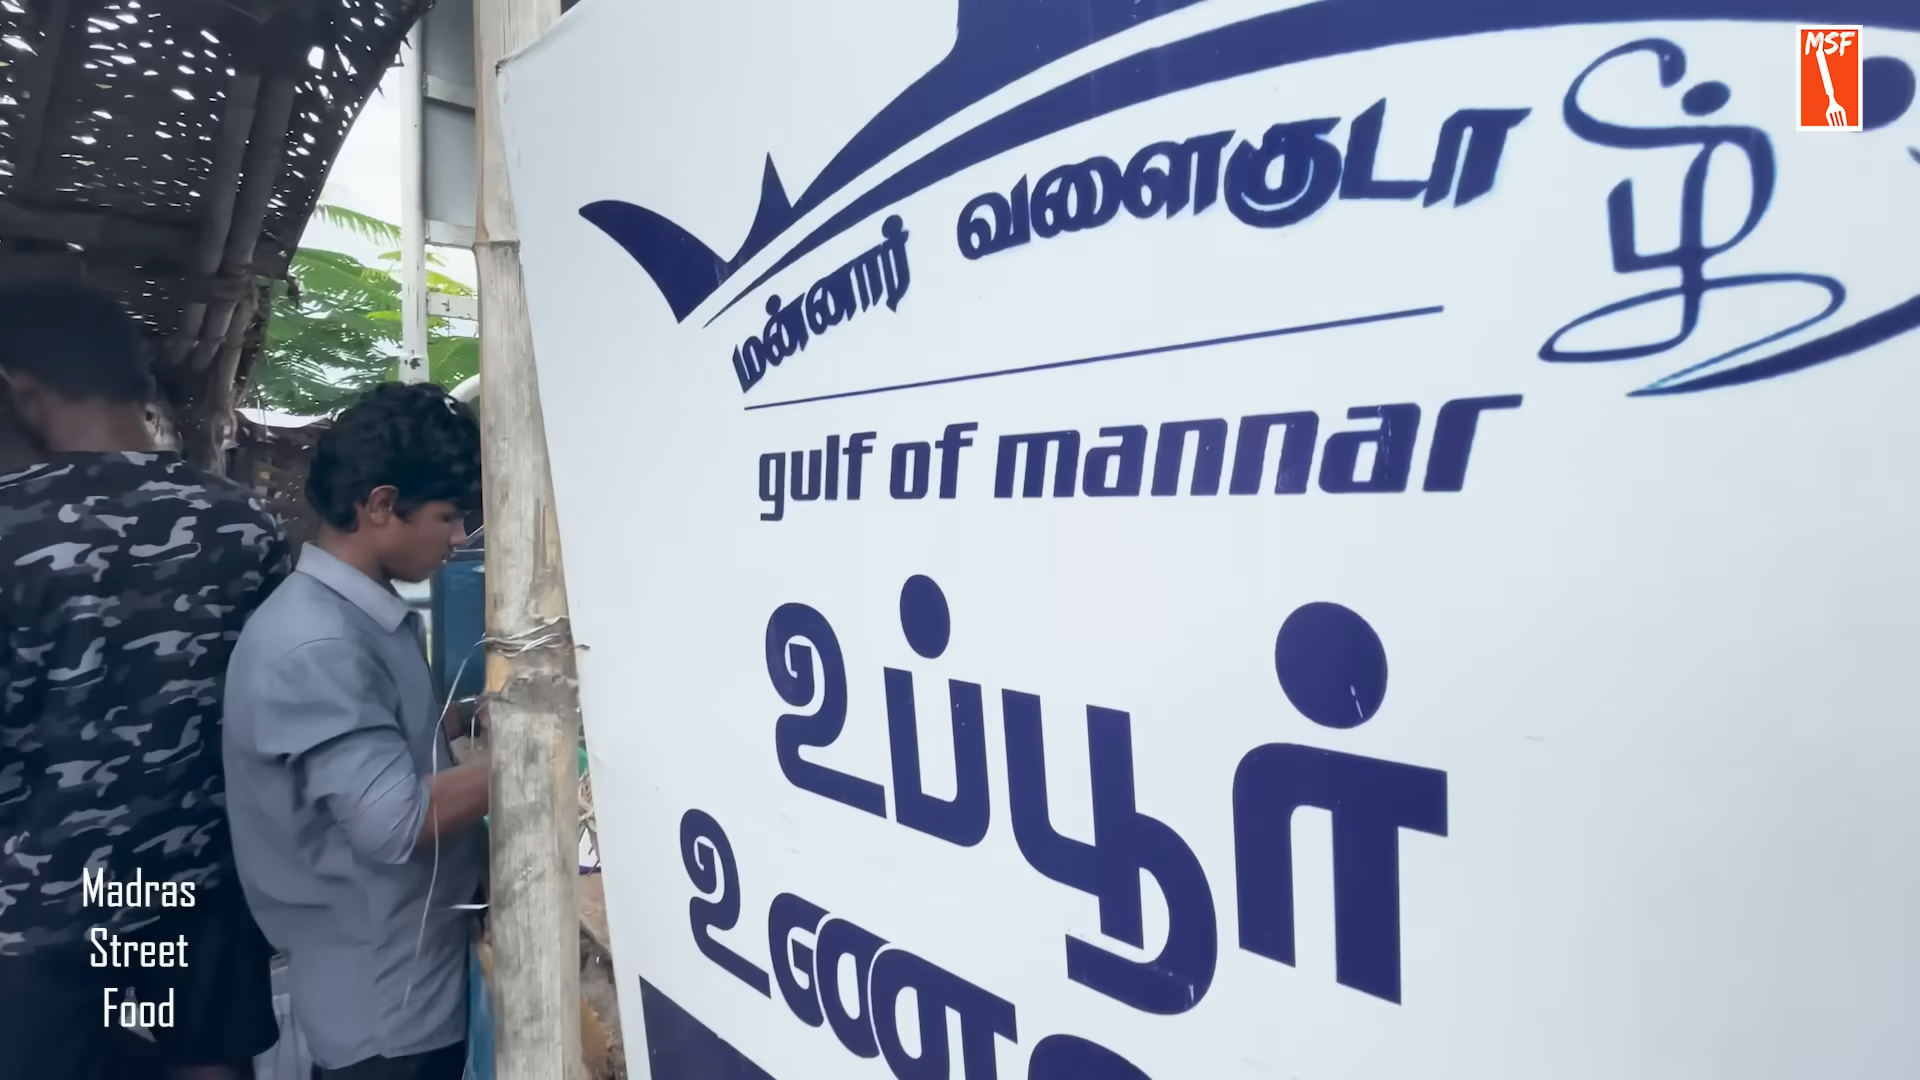 MSF
மன்னார் வளைகுடா
ழ்
gulf of mannar
உப்பூர்
Madras
Street
Food